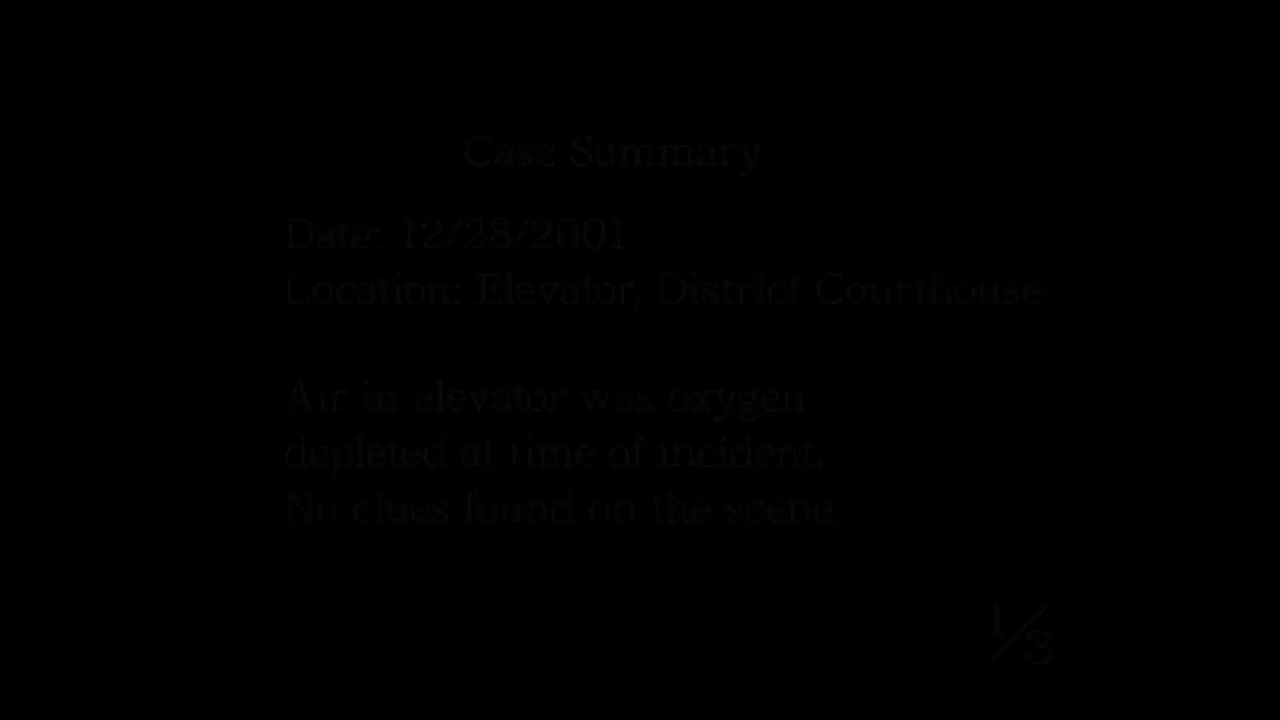 Case Summary
Date: 12/28/2001
Location: Elevator, District Courthouse
Air in elevator was oxygen
depleted at time of incident.
No clues found on the scene.
1/3